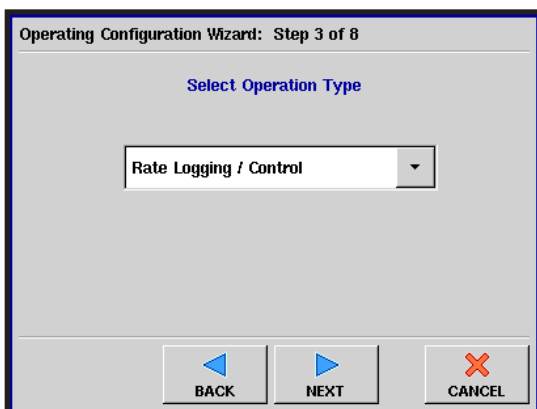 Operating Configuration Wizard: Step 3 of 8
Select Operation Type
Rate Logging / Control
BACK NEXT CANCEL